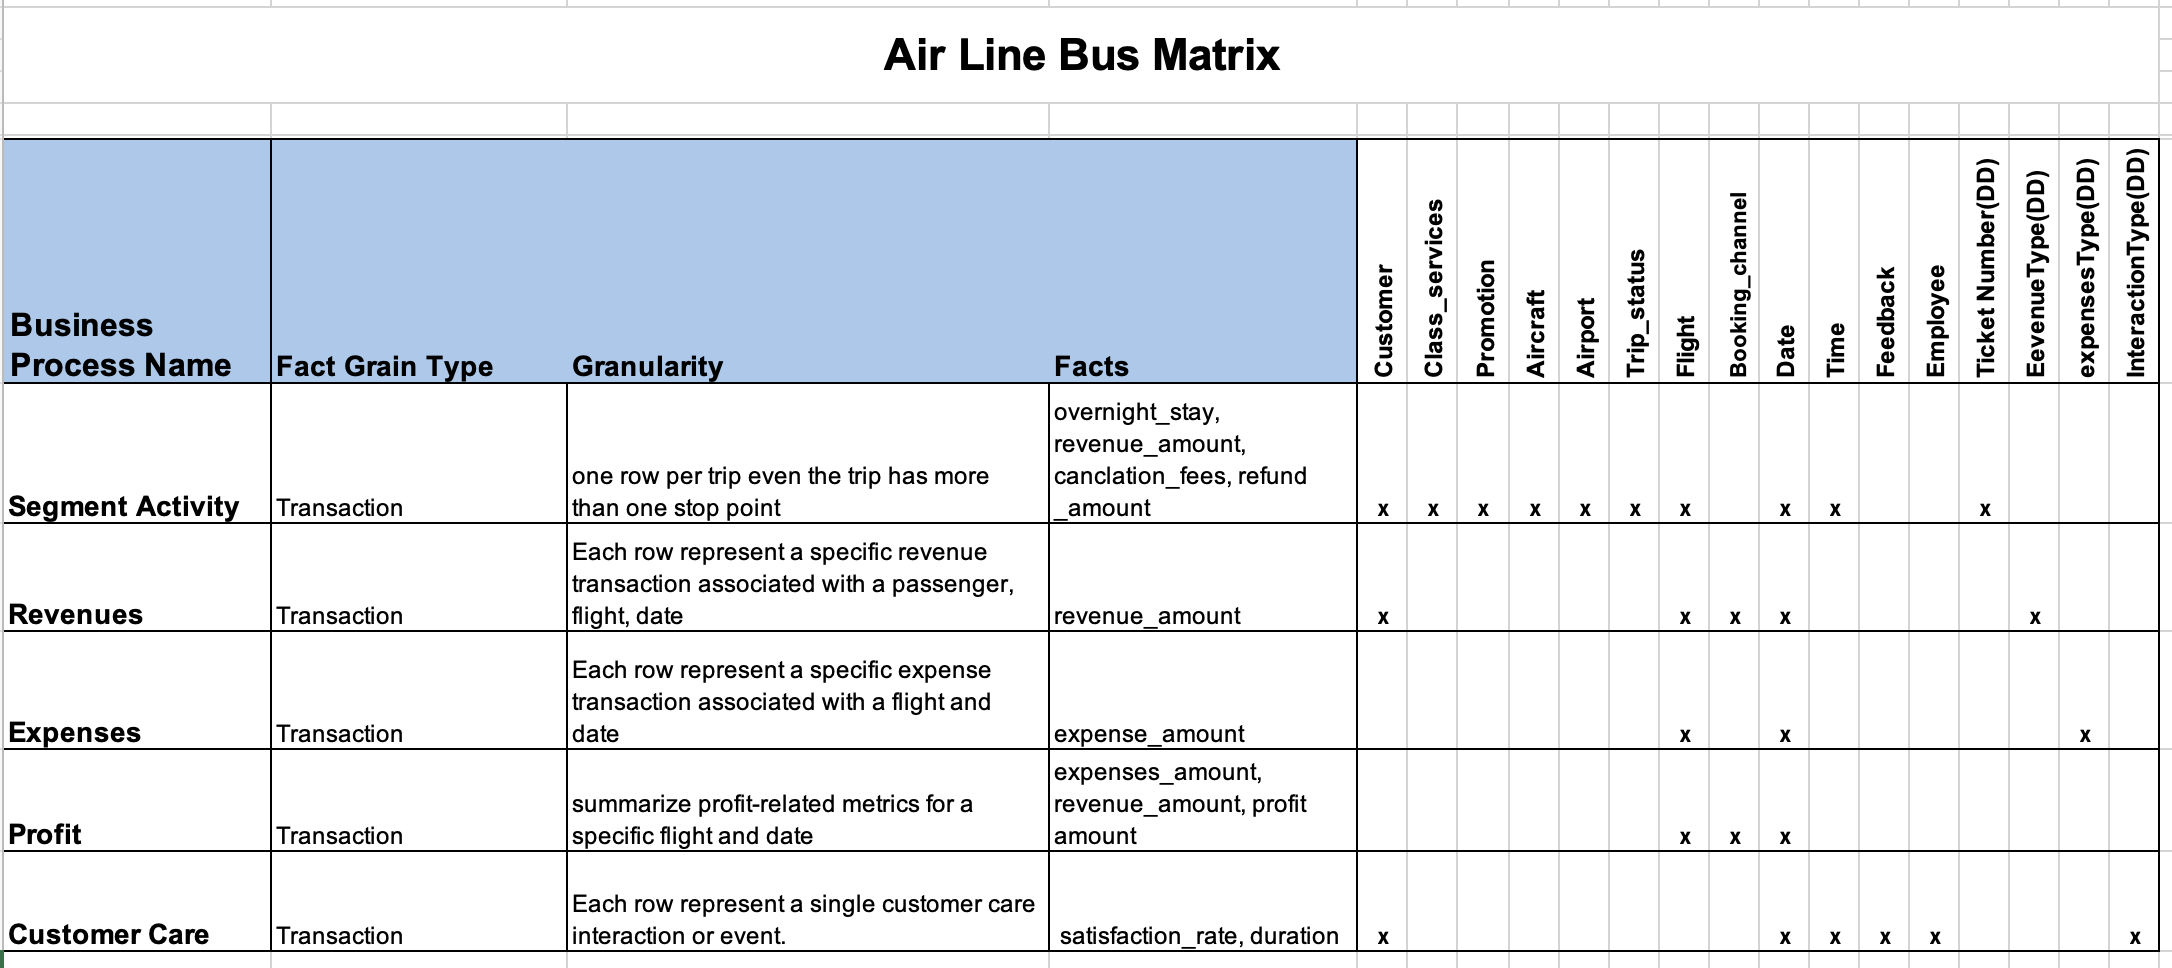 Air Line Bus Matrix
Business
Process Name
Fact Grain Type
Granularity
Facts
Customer
Class_services
Promotion
Aircraft
Airport
Trip_status
Flight
Booking_channel
Date
Time
Feedback
Employee
Ticket Number(DD)
EevenueType(DD)
expensesType(DD)
InteractionType(DD)
Segment Activity
Transaction
one row per trip even the trip has more
than one stop point
overnight_stay,
revenue_amount,
canclation_fees, refund
_amount
x x x x x x x x x x
Revenues
Transaction
Each row represent a specific revenue
transaction associated with a passenger,
flight, date
revenue_amount
x x x x x
Expenses
Transaction
Each row represent a specific expense
transaction associated with a flight and
date
expense_amount
x x x
Profit
Transaction
summarize profit-related metrics for a
specific flight and date
expenses_amount,
revenue_amount, profit
amount
x x x
Customer Care
Transaction
Each row represent a single customer care
interaction or event.
satisfaction_rate, duration
x x x x x x